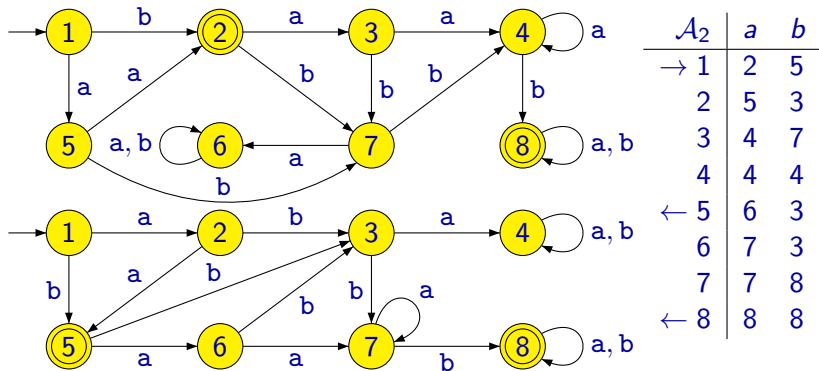 1 b 2 a 3 a 4 a
a a b b b b
5 a, b 6 a 7 8 a, b
b
1 a 2 b 3 a 4 a, b
b a b b b a
5 a 6 a 7 b 8 a, b
A₂ a b
→ 1 2 5
2 5 3
3 4 7
4 4 4
← 5 6 3
6 7 3
7 7 8
← 8 8 8